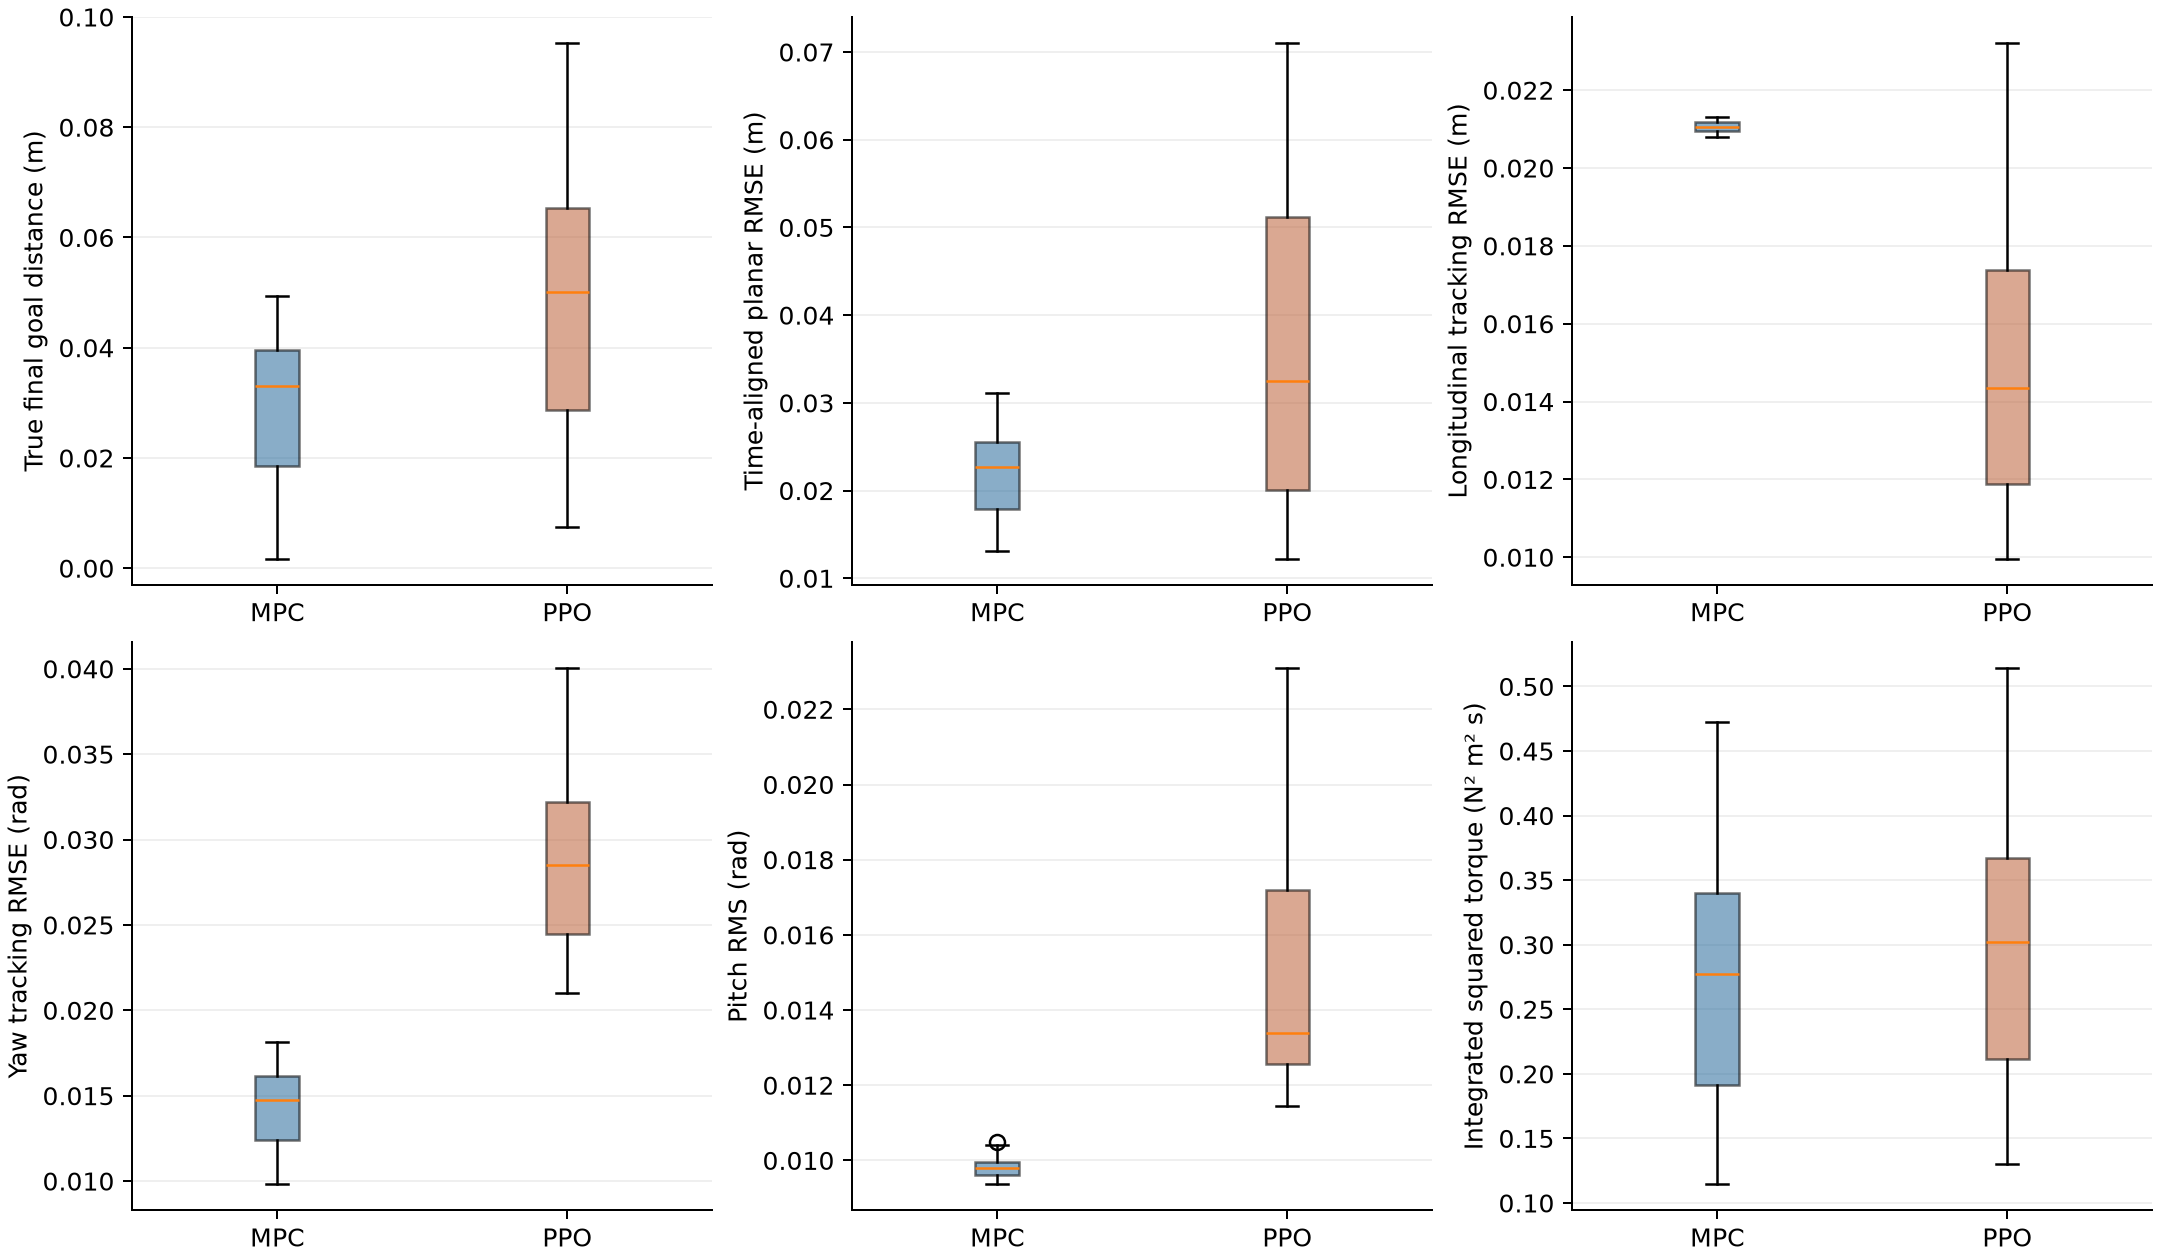 True final goal distance (m)
0.10
0.08
0.06
0.04
0.02
0.00
MPC
PPO
Time-aligned planar RMSE (m)
0.07
0.06
0.05
0.04
0.03
0.02
0.01
MPC
PPO
Longitudinal tracking RMSE (m)
0.022
0.020
0.018
0.016
0.014
0.012
0.010
MPC
PPO
Yaw tracking RMSE (rad)
0.040
0.035
0.030
0.025
0.020
0.015
0.010
MPC
PPO
Pitch RMS (rad)
0.022
0.020
0.018
0.016
0.014
0.012
0.010
MPC
PPO
Integrated squared torque (N² m² s)
0.50
0.45
0.40
0.35
0.30
0.25
0.20
0.15
0.10
MPC
PPO